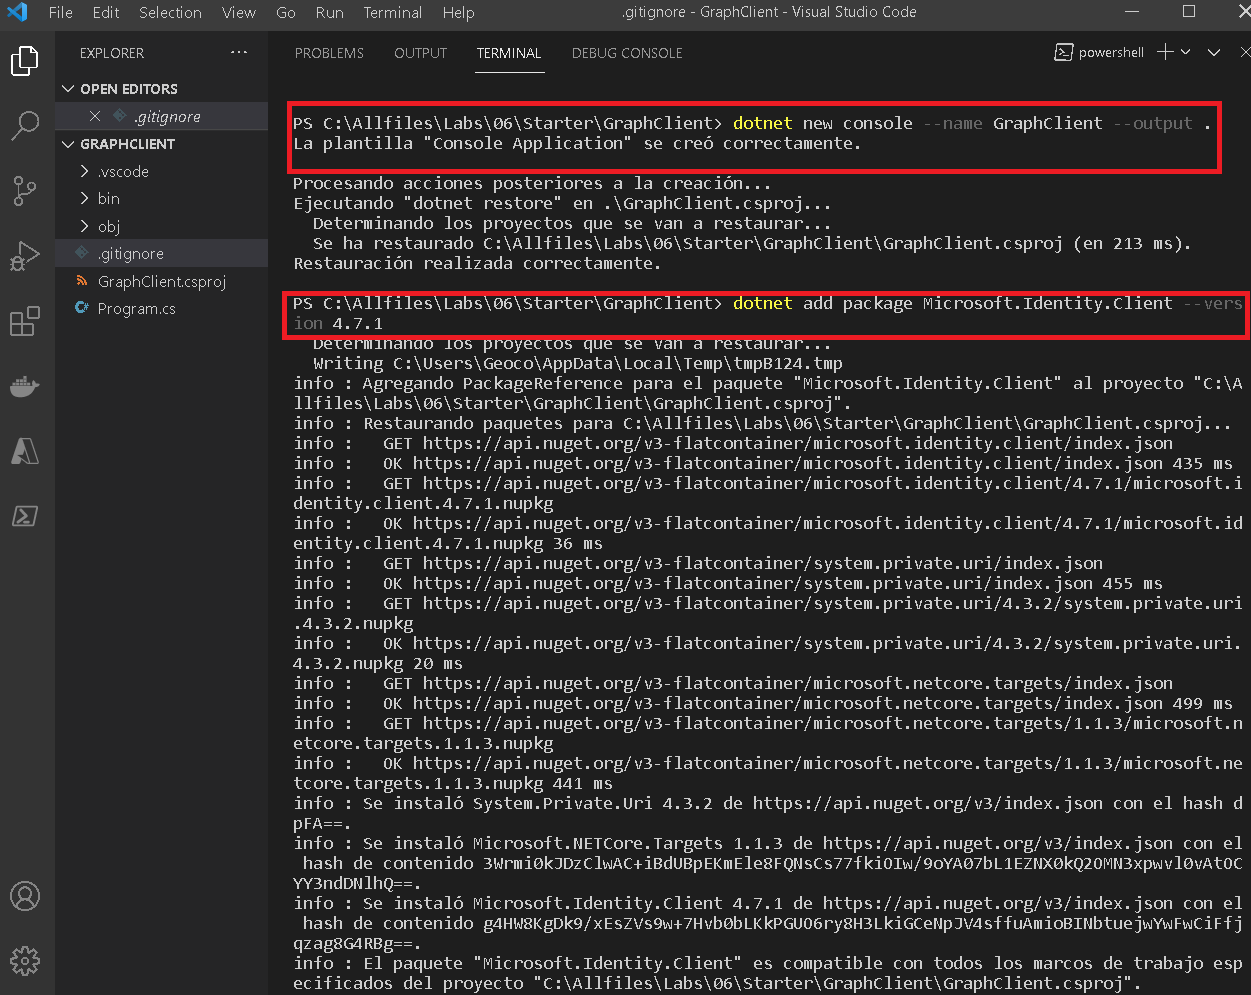 File Edit Selection View Go Run Terminal Help
.gitignore - GraphClient - Visual Studio Code
EXPLORER
OPEN EDITORS
.gitignore
GRAPHCLIENT
.vscode
bin
obj
.gitignore
GraphClient.csproj
Program.cs
PROBLEMS OUTPUT TERMINAL DEBUG CONSOLE
powershell
PS C:\Allfiles\Labs\06\Starter\GraphClient> dotnet new console --name GraphClient --output .
La plantilla "Console Application" se creó correctamente.
Procesando acciones posteriores a la creación...
Ejecutando "dotnet restore" en .\GraphClient.csproj...
Determinando los proyectos que se van a restaurar...
Se ha restaurado C:\Allfiles\Labs\06\Starter\GraphClient\GraphClient.csproj (en 213 ms).
Restauración realizada correctamente.
PS C:\Allfiles\Labs\06\Starter\GraphClient> dotnet add package Microsoft.Identity.Client --vers
ion 4.7.1
Determinando los proyectos que se van a restaurar...
Writing C:\Users\Geoco\AppData\Local\Temp\tmpB124.tmp
info : Agregando PackageReference para el paquete "Microsoft.Identity.Client" al proyecto "C:\A
llfiles\Labs\06\Starter\GraphClient\GraphClient.csproj".
info : Restaurando paquetes para C:\Allfiles\Labs\06\Starter\GraphClient\GraphClient.csproj...
info :   GET https://api.nuget.org/v3-flatcontainer/microsoft.identity.client/index.json
info :   OK https://api.nuget.org/v3-flatcontainer/microsoft.identity.client/index.json 435 ms
info :   GET https://api.nuget.org/v3-flatcontainer/microsoft.identity.client/4.7.1/microsoft.i
dentity.client.4.7.1.nupkg
info :   OK https://api.nuget.org/v3-flatcontainer/microsoft.identity.client/4.7.1/microsoft.id
entity.client.4.7.1.nupkg 36 ms
info :   GET https://api.nuget.org/v3-flatcontainer/system.private.uri/index.json
info :   OK https://api.nuget.org/v3-flatcontainer/system.private.uri/index.json 455 ms
info :   GET https://api.nuget.org/v3-flatcontainer/system.private.uri/4.3.2/system.private.uri
.4.3.2.nupkg
info :   OK https://api.nuget.org/v3-flatcontainer/system.private.uri/4.3.2/system.private.uri.
4.3.2.nupkg 20 ms
info :   GET https://api.nuget.org/v3-flatcontainer/microsoft.netcore.targets/index.json
info :   OK https://api.nuget.org/v3-flatcontainer/microsoft.netcore.targets/index.json 499 ms
info :   GET https://api.nuget.org/v3-flatcontainer/microsoft.netcore.targets/1.1.3/microsoft.n
etcore.targets.1.1.3.nupkg
info :   OK https://api.nuget.org/v3-flatcontainer/microsoft.netcore.targets/1.1.3/microsoft.ne
tcore.targets.1.1.3.nupkg 441 ms
info : Se instaló System.Private.Uri 4.3.2 de https://api.nuget.org/v3/index.json con el hash d
pFA==.
info : Se instaló Microsoft.NETCore.Targets 1.1.3 de https://api.nuget.org/v3/index.json con el
hash de contenido 3Wrmi0kJDzClwAC+iBdUBpEKmEle8FQNsCs77fkiOIw/9oYA07bL1EZNX0kQ2OMN3xpwvl0vAtOC
YY3ndDNlhQ==.
info : Se instaló Microsoft.Identity.Client 4.7.1 de https://api.nuget.org/v3/index.json con el
hash de contenido g4HW8KgDk9/xEsZVs9w+7Hvb0bLKkPGUO6ry8H3LkiGCeNpJV4sffuAmioBINbtuejwYwFwCiFfj
qzag8G4RBg==.
info : El paquete "Microsoft.Identity.Client" es compatible con todos los marcos de trabajo esp
ecificados del proyecto "C:\Allfiles\Labs\06\Starter\GraphClient\GraphClient.csproj".